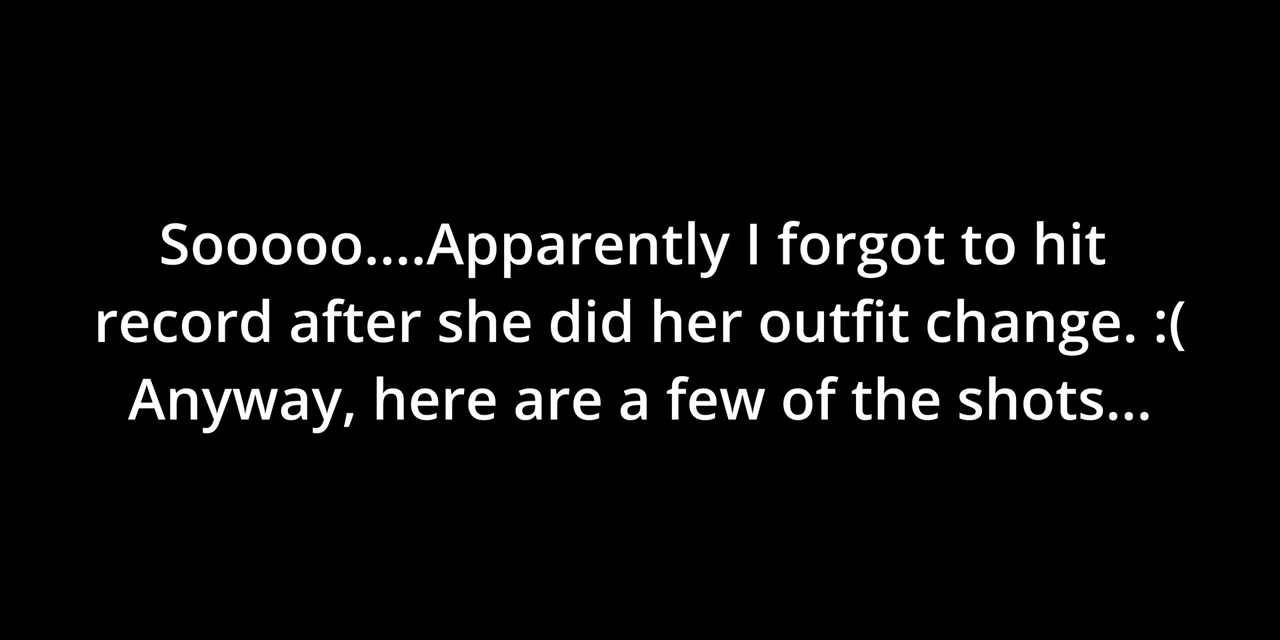 Sooooo....Apparently I forgot to hit
record after she did her outfit change. :(
Anyway, here are a few of the shots...